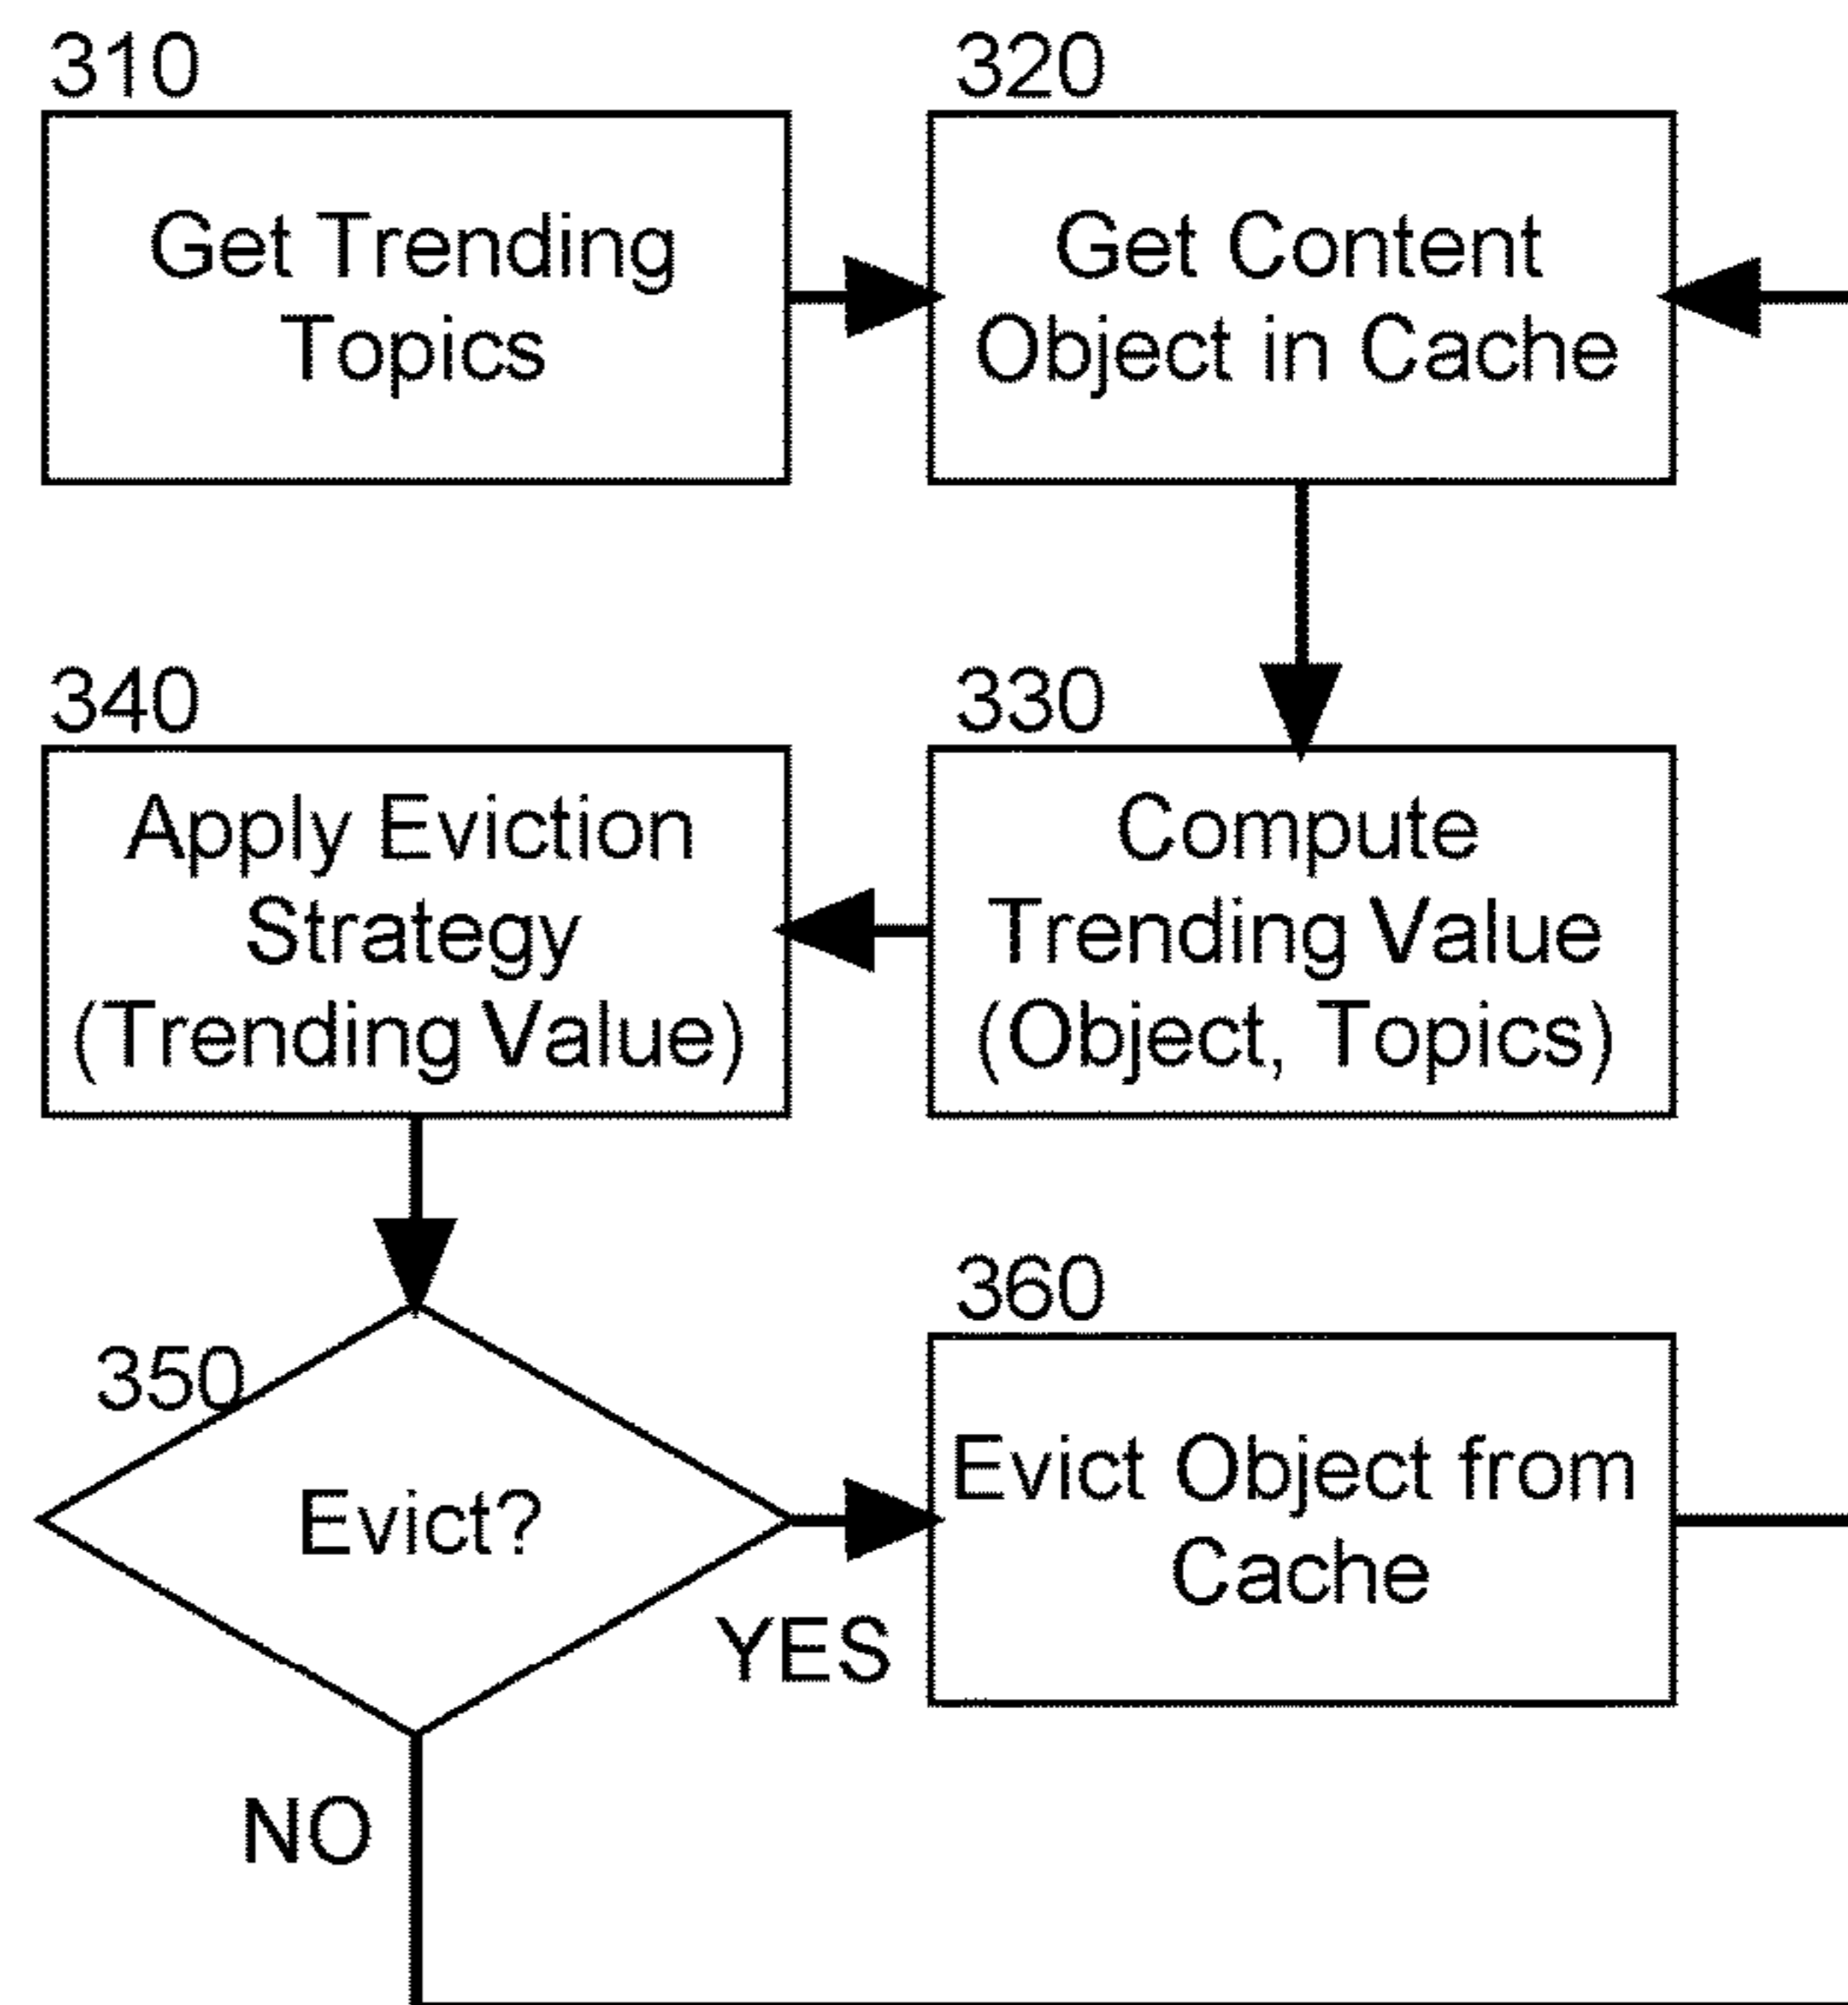 310
Get Trending
Topics
320
Get Content
Object in Cache
340
Apply Eviction
Strategy
(Trending Value)
330
Compute
Trending Value
(Object, Topics)
350
Evict?
YES
NO
360
Evict Object from
Cache